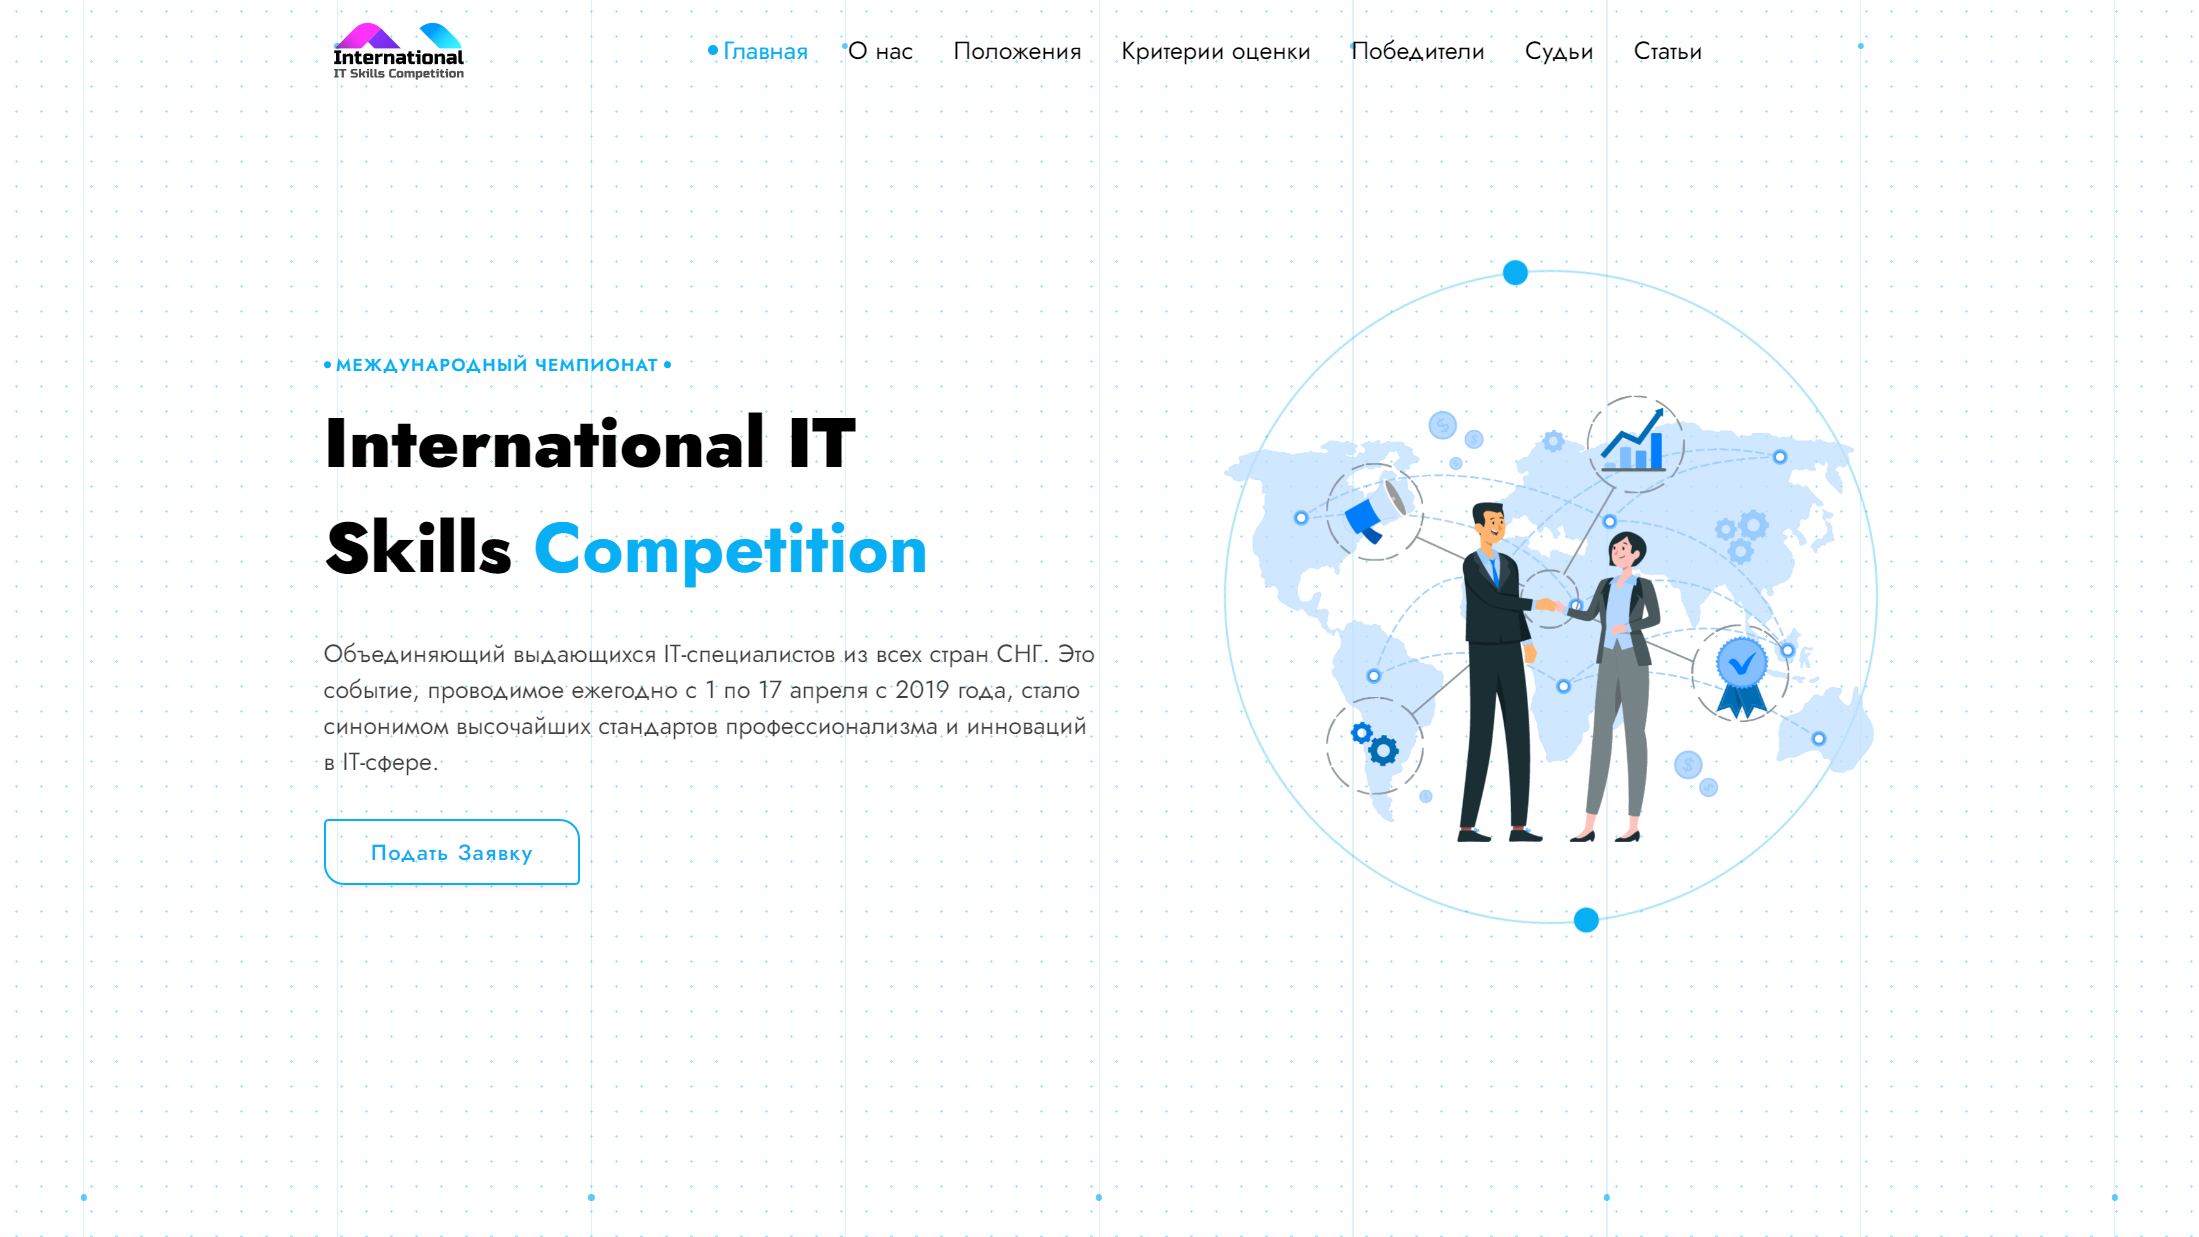 International
IT Skills Competition
Главная
О нас
Положения
Критерии оценки
Победители
Судьи
Статьи
МЕЖДУНАРОДНЫЙ ЧЕМПИОНАТ
International IT
Skills Competition
Объединяющий выдающихся IT-специалистов из всех стран СНГ. Это
событие, проводимое ежегодно с 1 по 17 апреля с 2019 года, стало
синонимом высочайших стандартов профессионализма и инноваций
в IT-сфере.
Подать Заявку